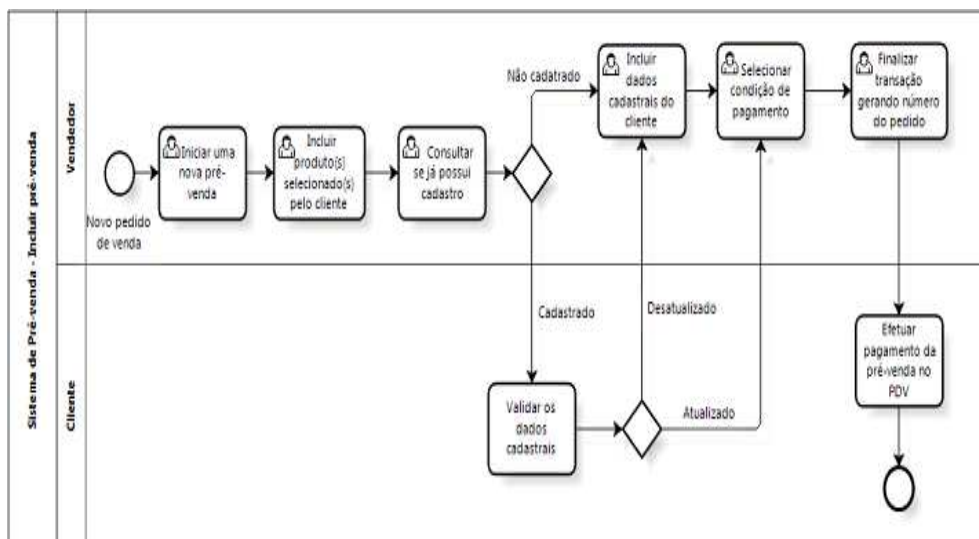 Sistema de Pré-venda - Incluir pré-venda
Vendedor
Novo pedido
de venda
Iniciar uma
nova pré-
venda
Incluir
produto(s)
selecionado(s)
pelo cliente
Consultar
se já possui
cadastro
Não cadatrado
Incluir
dados
cadastrais do
cliente
Selecionar
condição de
pagamento
Finalizar
transação
gerando número
do pedido
Cliente
Cadastrado
Validar os
dados
cadastrais
Desatualizado
Atualizado
Efetuar
pagamento da
pré-venda no
PDV